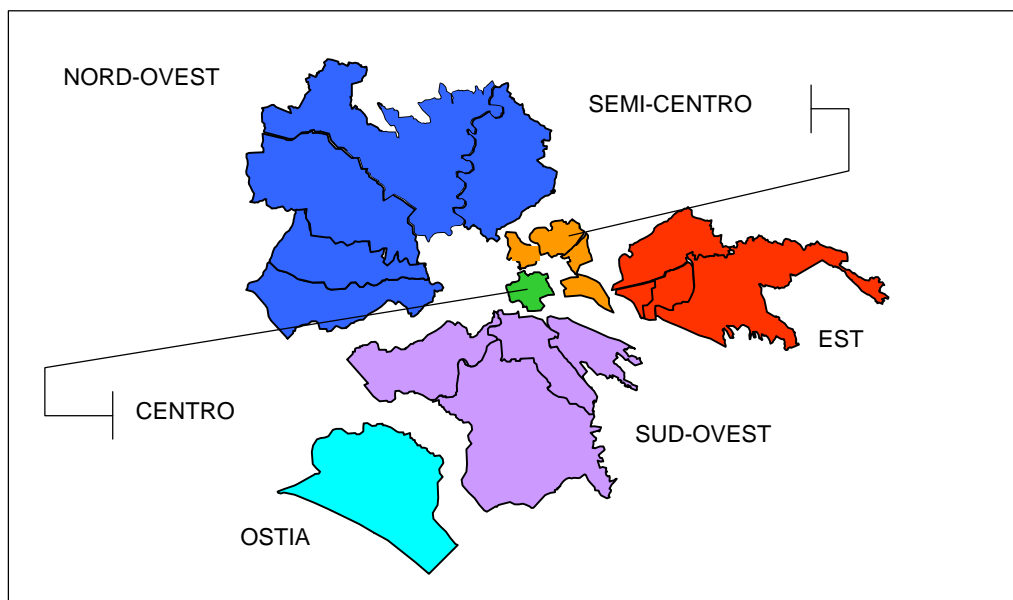 NORD-OVEST
SEMI-CENTRO
EST
CENTRO
SUD-OVEST
OSTIA